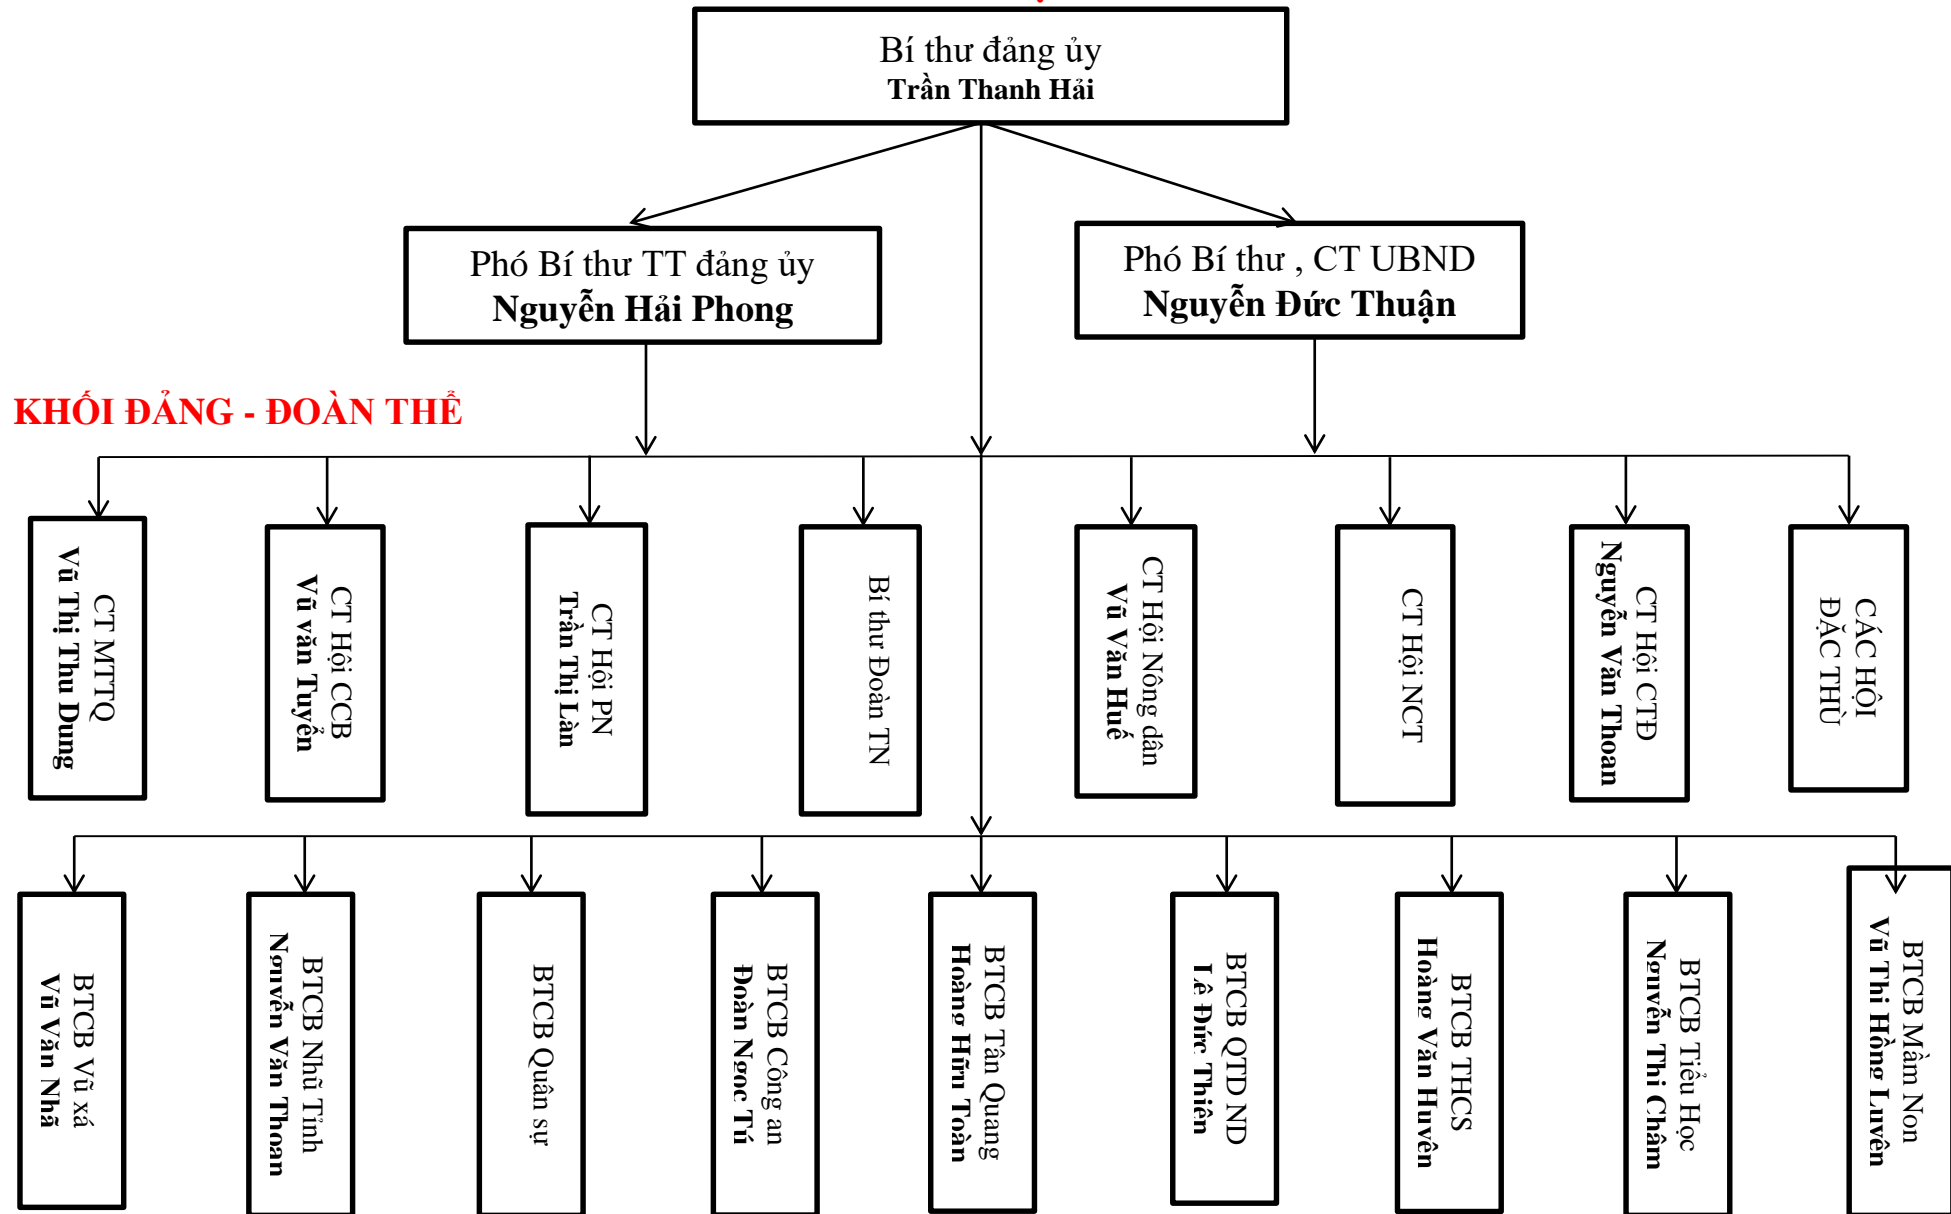 Bí thư đảng ủy
Trần Thanh Hải
Phó Bí thư TT đảng ủy
Nguyễn Hải Phong
Phó Bí thư , CT UBND
Nguyễn Đức Thuận
KHỐI ĐẢNG - ĐOÀN THỂ
CT MTTQ
Vũ Thị Thu Dung
CT Hội CCB
Vũ văn Tuyển
CT Hội PN
Trần Thị Làn
Bí thư Đoàn TN
CT Hội Nông dân
Vũ Văn Huế
CT Hội NCT
CT Hội CTĐ
Nguyễn Văn Thoan
CÁC HỘI
ĐẶC THÙ
BTCB Vũ xá
Vũ Văn Nhã
BTCB Nhũ Tỉnh
Nguyễn Văn Thoan
BTCB Quân sự
BTCB Công an
Đoàn Ngọc Tú
BTCB Tân Quang
Hoàng Hữu Toàn
BTCB QTD ND
Lê Đức Thiện
BTCB THCS
Hoàng Văn Huyên
BTCB Tiểu Học
Nguyễn Thị Châm
BTCB Mầm Non
Vũ Thị Hồng Luyên